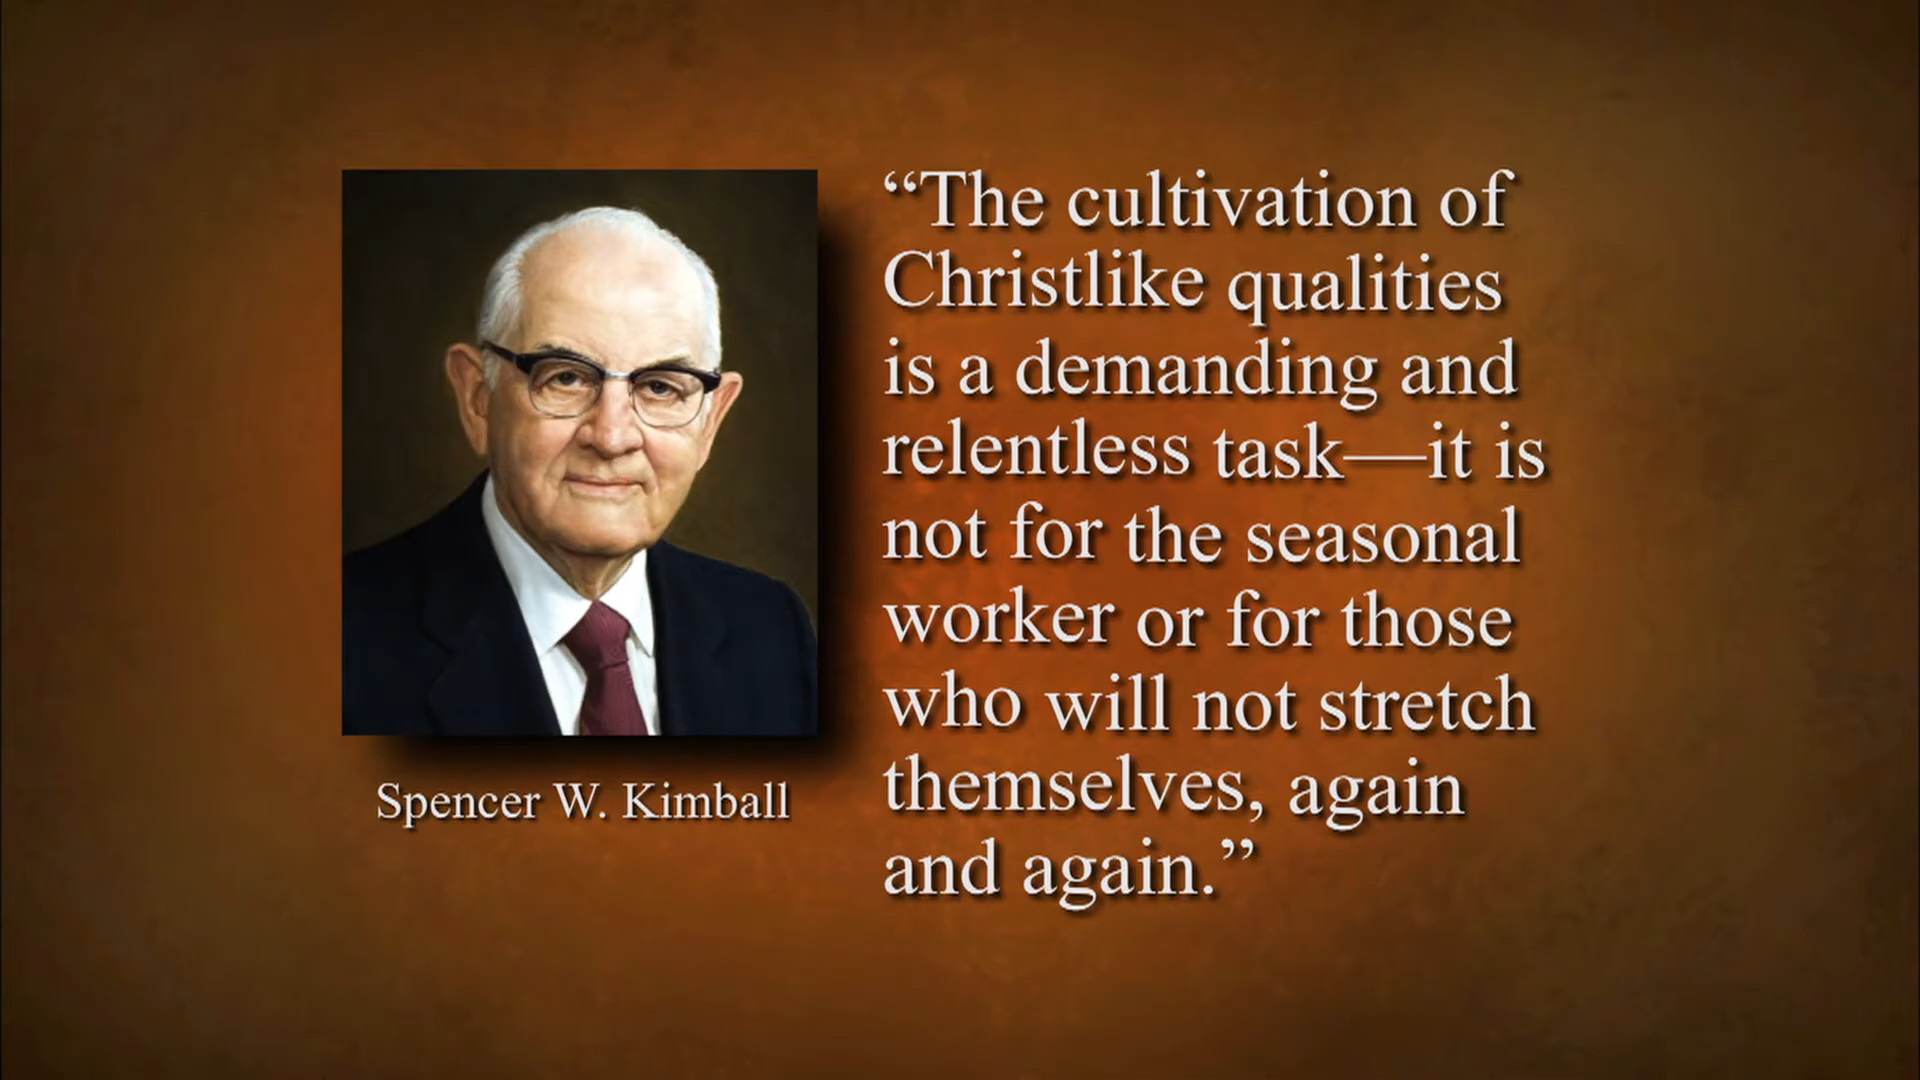 “The cultivation of
Christlike qualities
is a demanding and
relentless task—it is
not for the seasonal
worker or for those
who will not stretch
themselves, again
and again.”
Spencer W. Kimball